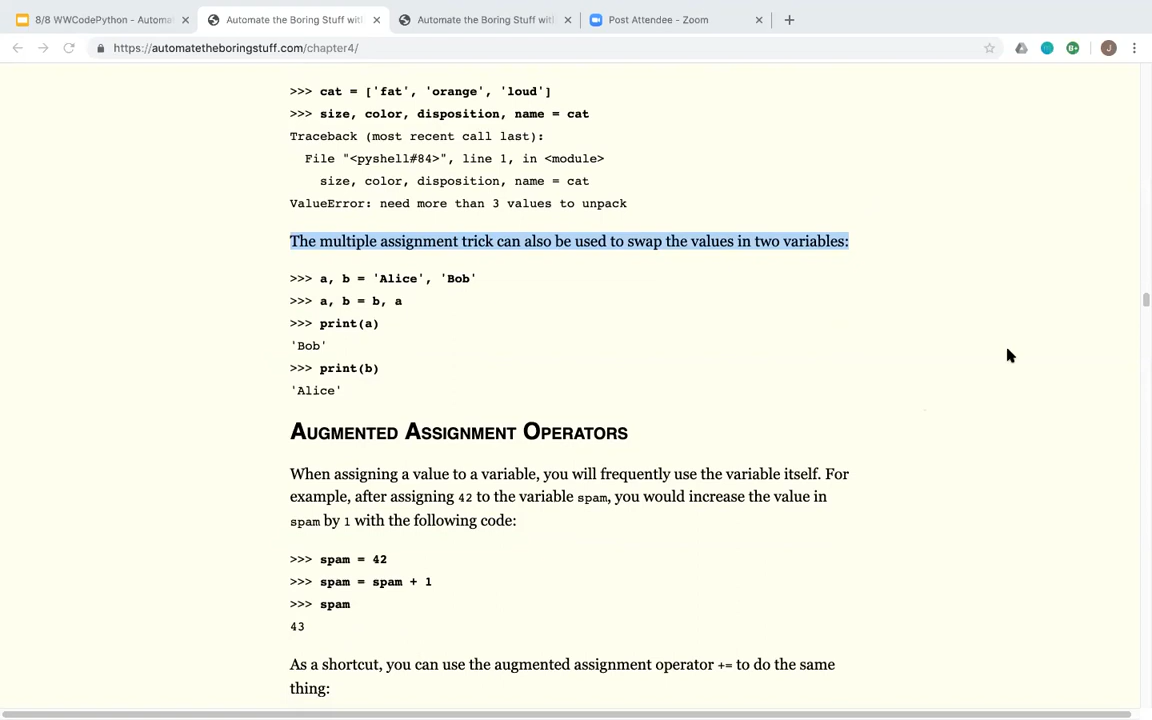 8/8 WWCodePython - Automa
Automate the Boring Stuff with
Automate the Boring Stuff with
Post Attendee - Zoom
https://automatetheboringstuff.com/chapter4/
J
>>> cat = ['fat', 'orange', 'loud']
>>> size, color, disposition, name = cat
Traceback (most recent call last):
File "<pyshell#84>", line 1, in <module>
size, color, disposition, name = cat
ValueError: need more than 3 values to unpack
The multiple assignment trick can also be used to swap the values in two variables:
>>> a, b = 'Alice', 'Bob'
>>> a, b = b, a
>>> print(a)
'Bob'
>>> print(b)
'Alice'
Augmented Assignment Operators
When assigning a value to a variable, you will frequently use the variable itself. For
example, after assigning 42 to the variable spam, you would increase the value in
spam by 1 with the following code:
>>> spam = 42
>>> spam = spam + 1
>>> spam
43
As a shortcut, you can use the augmented assignment operator += to do the same
thing: